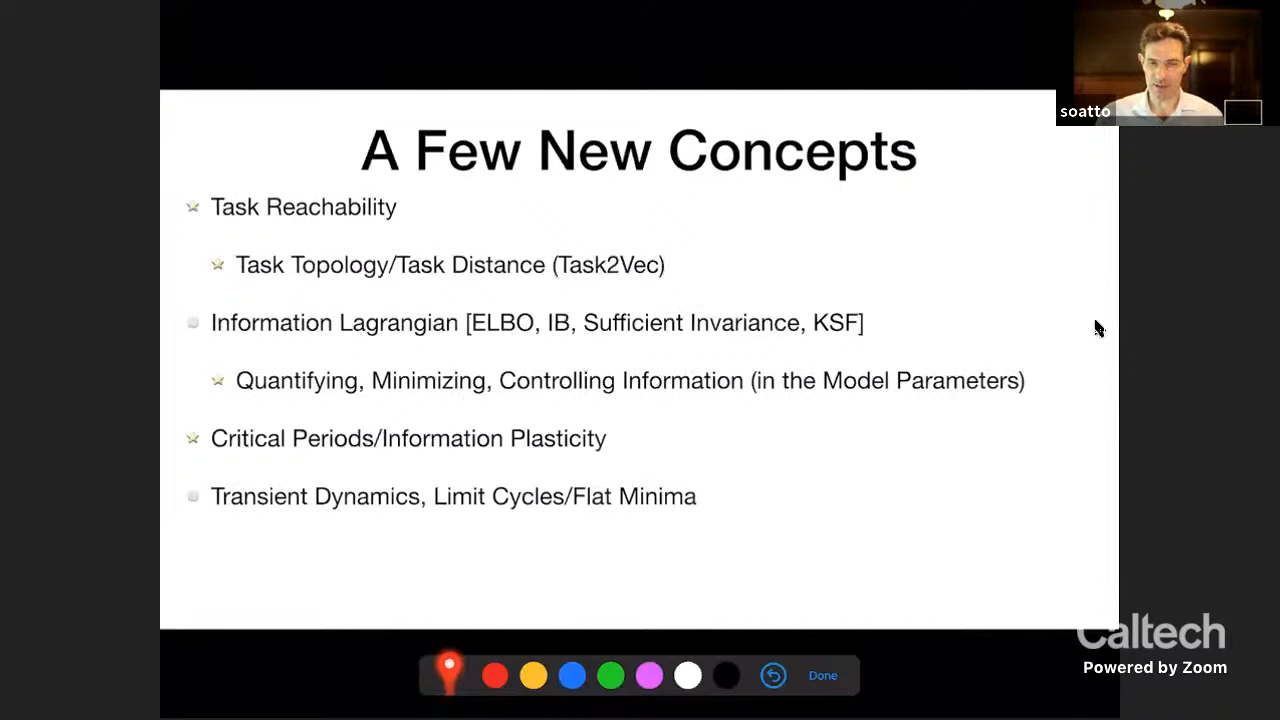 soatto
A Few New Concepts
Task Reachability
Task Topology/Task Distance (Task2Vec)
Information Lagrangian [ELBO, IB, Sufficient Invariance, KSF]
Quantifying, Minimizing, Controlling Information (in the Model Parameters)
Critical Periods/Information Plasticity
Transient Dynamics, Limit Cycles/Flat Minima
Caltech
Powered by Zoom
Done